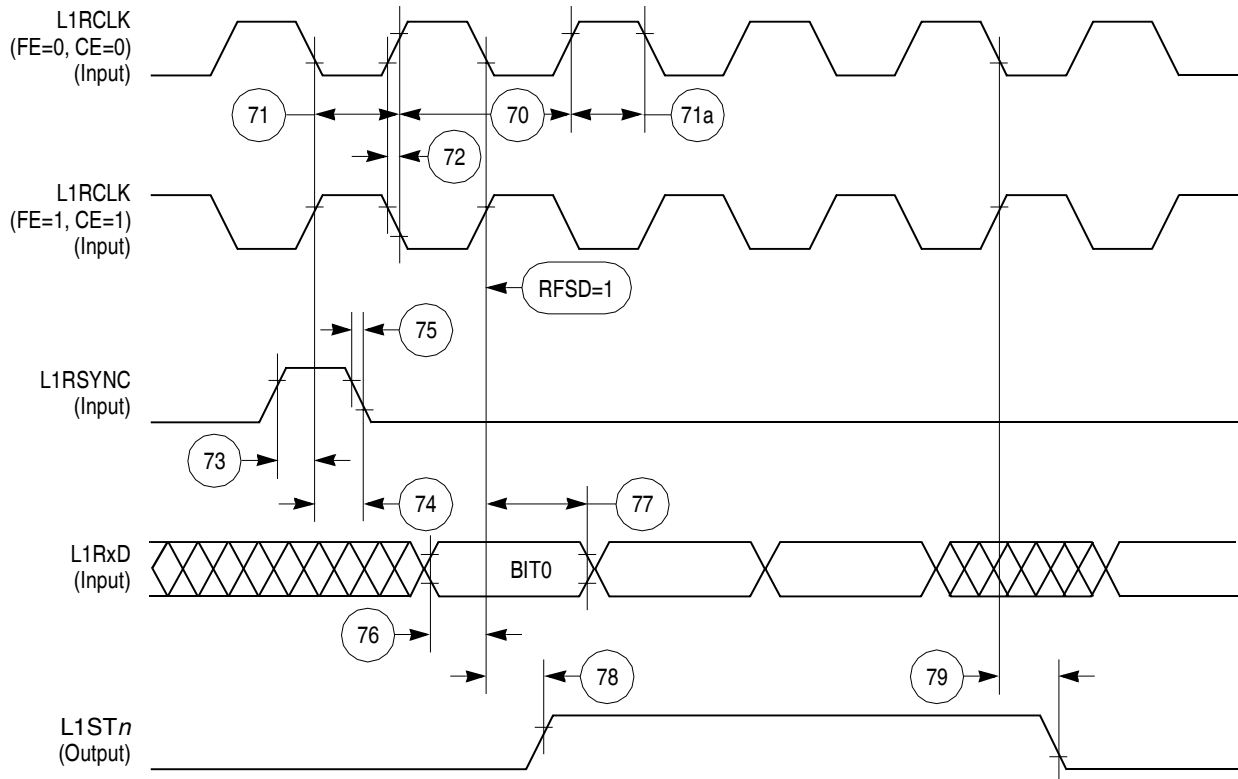 L1RCLK
(FE=0, CE=0)
(Input)
71
70
71a
72
L1RCLK
(FE=1, CE=1)
(Input)
RFSD=1
75
L1RSYNC
(Input)
73
74
77
L1RxD
(Input)
BIT0
76
78
79
L1STn
(Output)